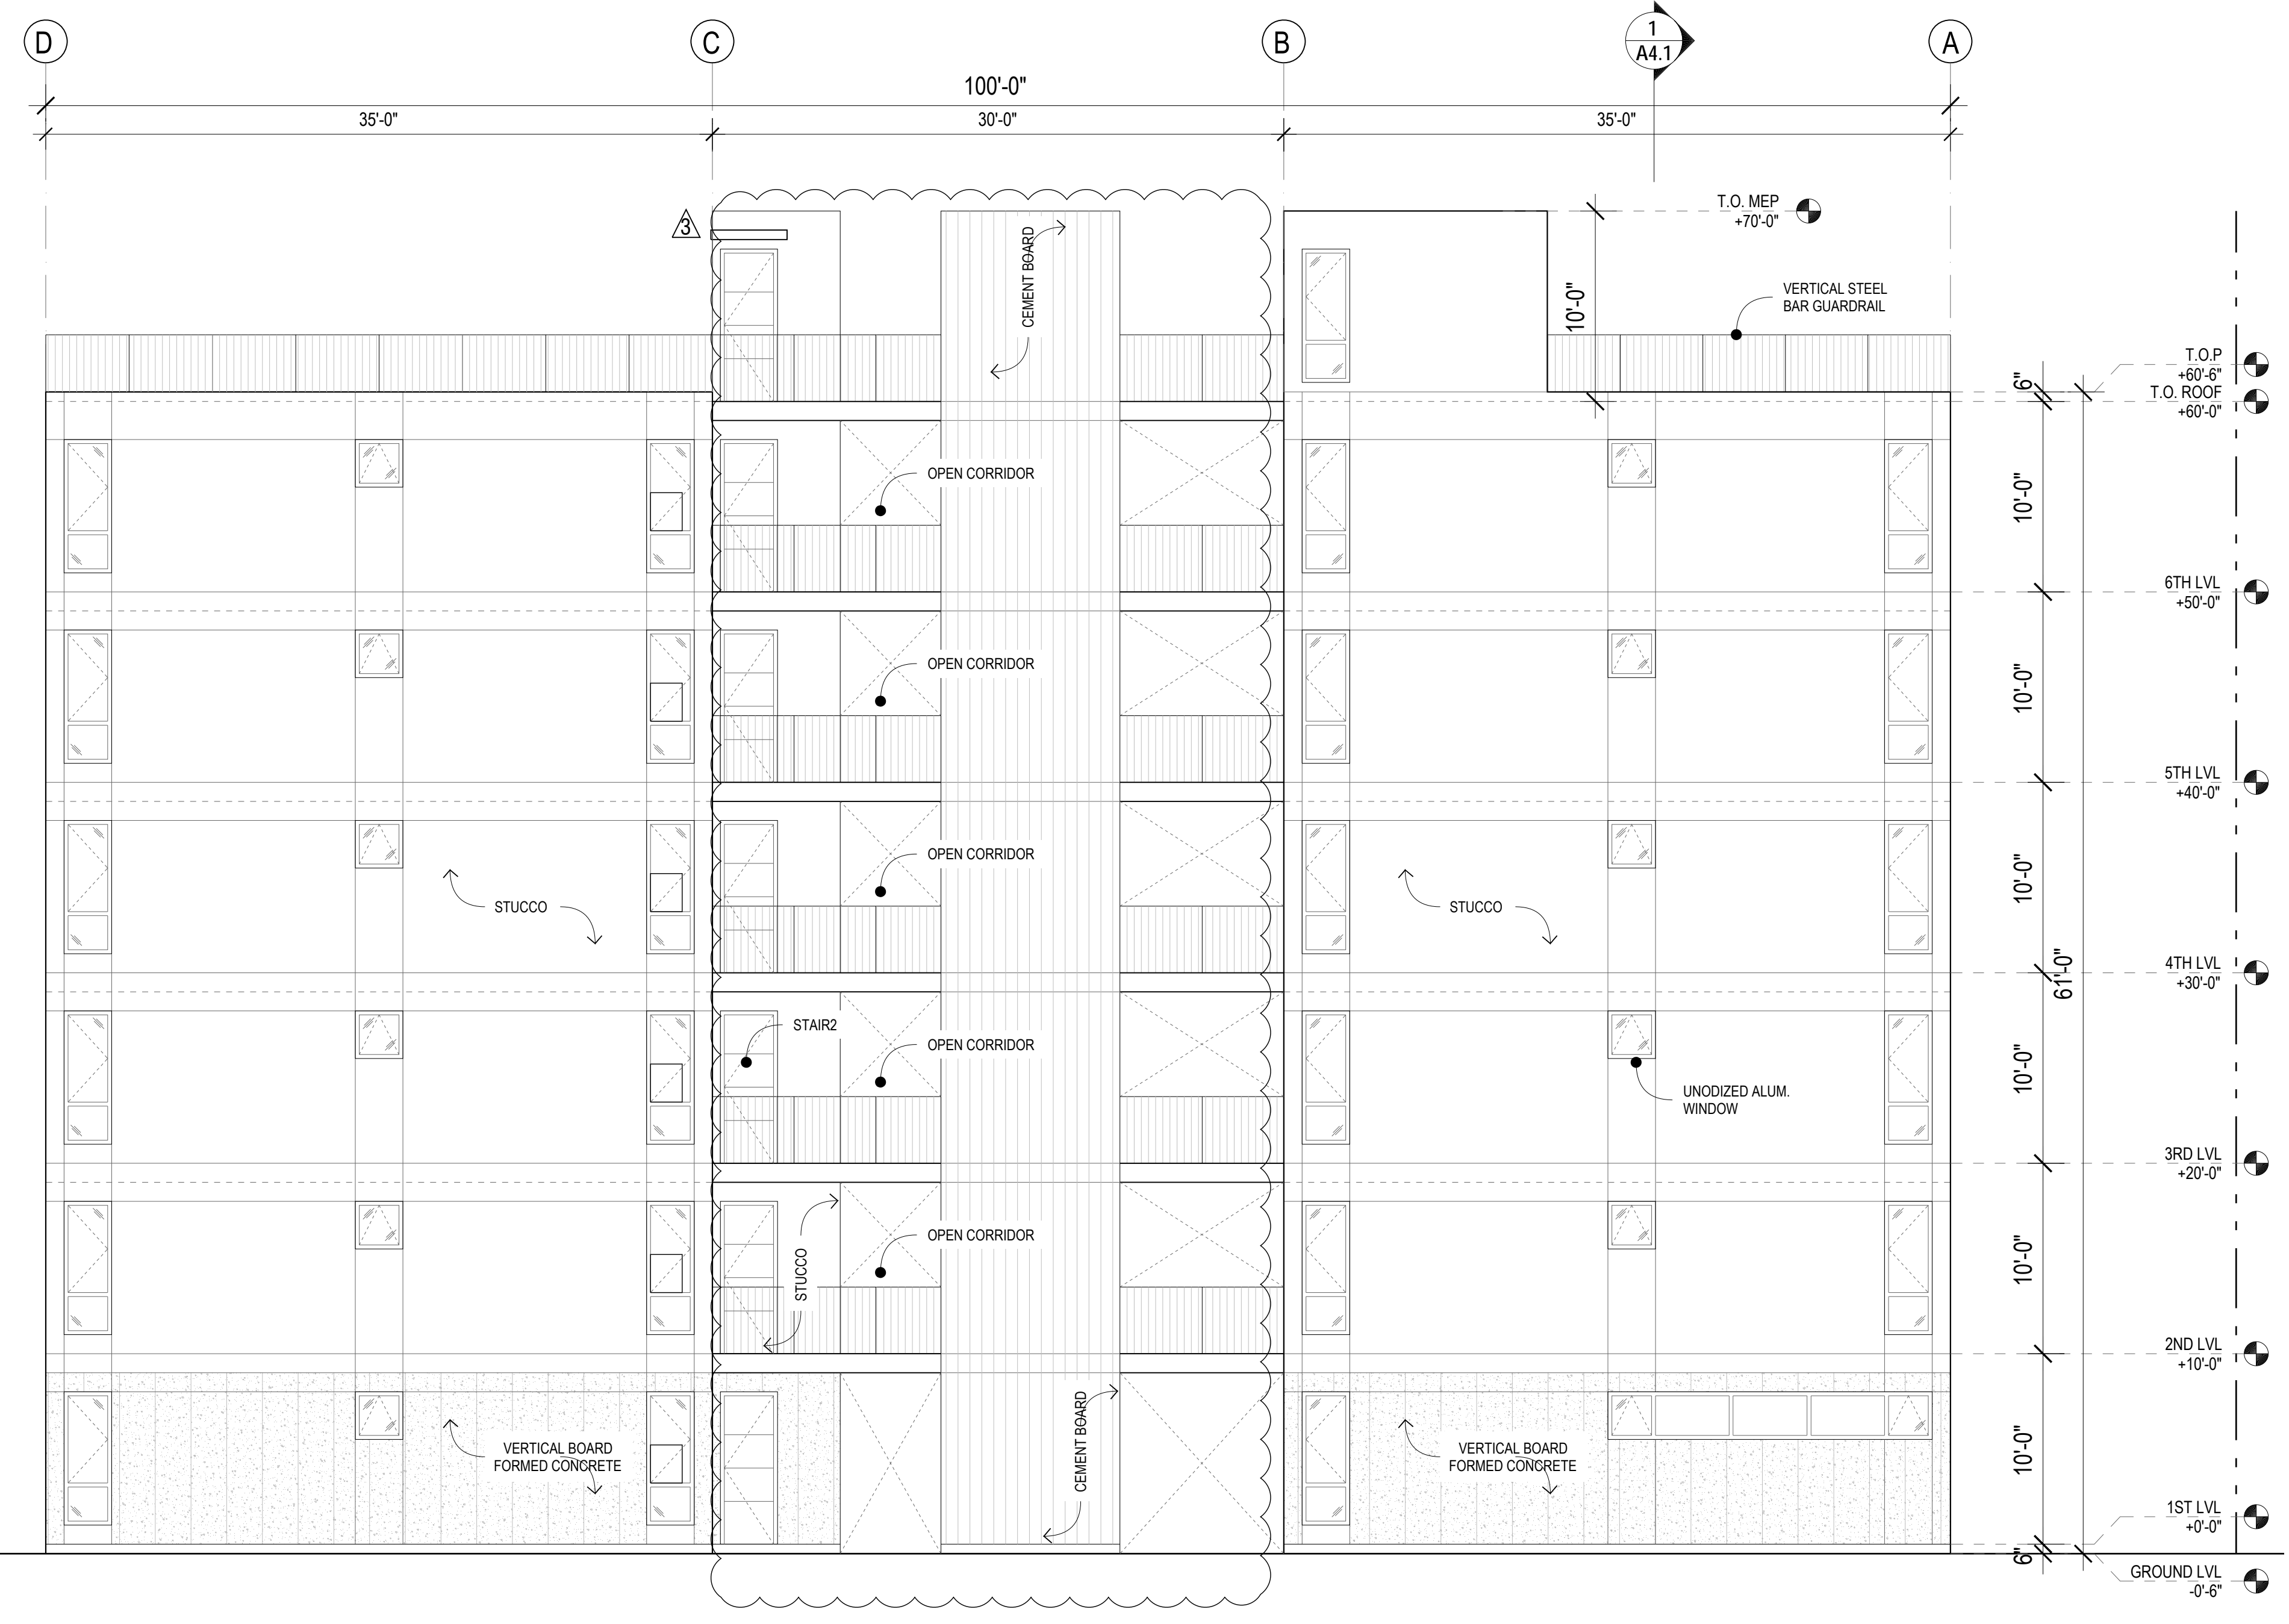 D
C
B
1
A4.1
A
100'-0"
35'-0"
30'-0"
35'-0"
T.O. MEP
+70'-0"
3
CEMENT BOARD
10'-0"
VERTICAL STEEL
BAR GUARDRAIL
T.O.P
+60'-6"
6"
T.O. ROOF
+60'-0"
OPEN CORRIDOR
10'-0"
6TH LVL
+50'-0"
OPEN CORRIDOR
10'-0"
5TH LVL
+40'-0"
OPEN CORRIDOR
10'-0"
STUCCO
STUCCO
4TH LVL
+30'-0"
61'-0"
STAIR2
OPEN CORRIDOR
10'-0"
UNODIZED ALUM.
WINDOW
3RD LVL
+20'-0"
OPEN CORRIDOR
STUCCO
10'-0"
2ND LVL
+10'-0"
VERTICAL BOARD
FORMED CONCRETE
CEMENT BOARD
VERTICAL BOARD
FORMED CONCRETE
10'-0"
1ST LVL
+0'-0"
6"
GROUND LVL
-0'-6"